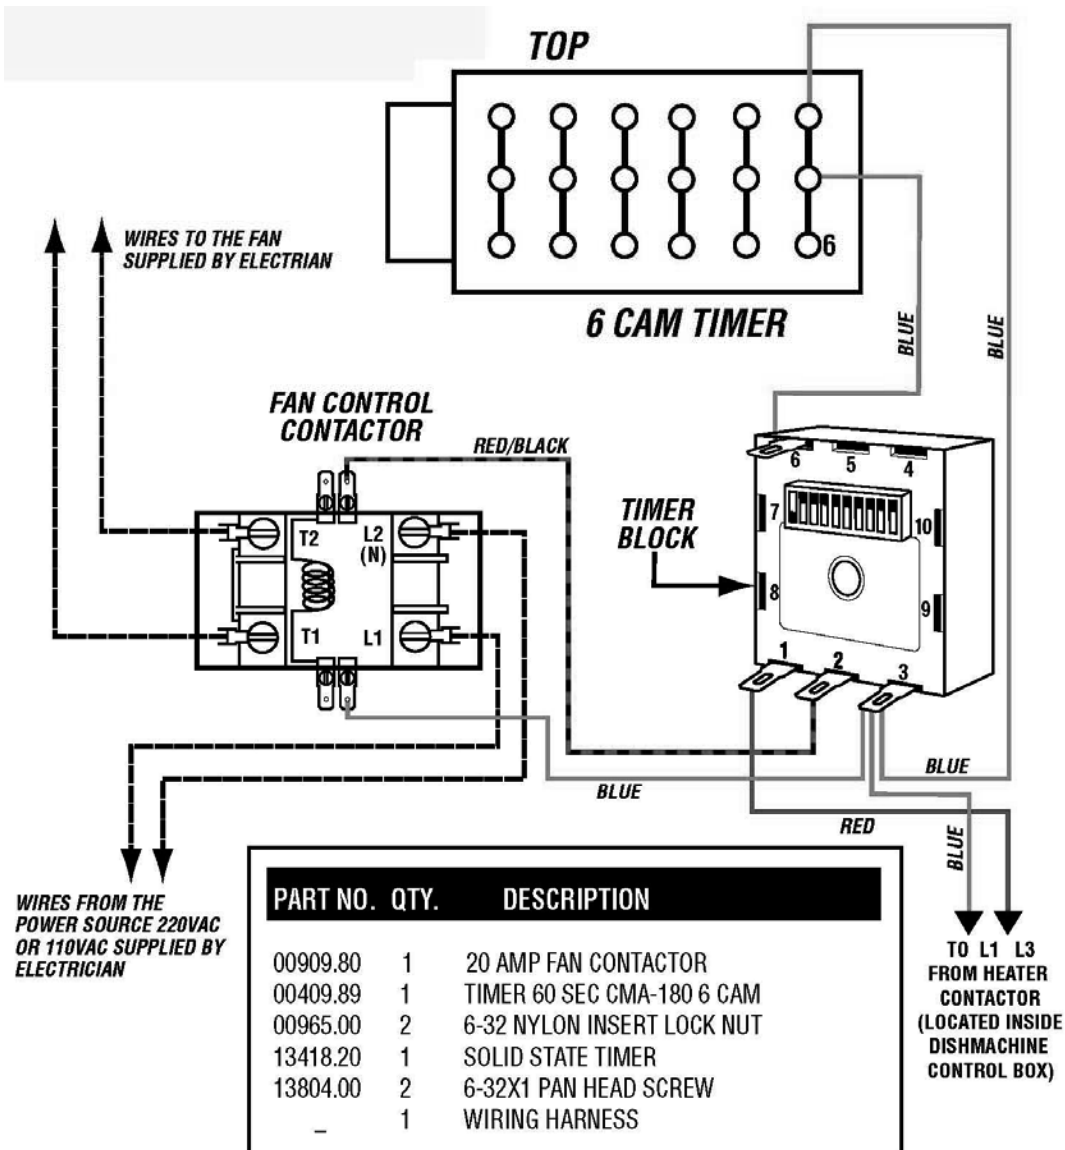 TOP
6
6 CAM TIMER
WIRES TO THE FAN
SUPPLIED BY ELECTRIAN
BLUE
BLUE
FAN CONTROL
CONTACTOR
RED/BLACK
TIMER
BLOCK
6
5
4
7
10
8
9
1
2
3
T2
L2
(N)
T1
L1
BLUE
BLUE
RED
BLUE
WIRES FROM THE
POWER SOURCE 220VAC
OR 110VAC SUPPLIED BY
ELECTRICIAN
TO L1 L3
FROM HEATER
CONTACTOR
(LOCATED INSIDE
DISHMACHINE
CONTROL BOX)
PART NO. QTY. DESCRIPTION
00909.80 1 20 AMP FAN CONTACTOR
00409.89 1 TIMER 60 SEC CMA-180 6 CAM
00965.00 2 6-32 NYLON INSERT LOCK NUT
13418.20 1 SOLID STATE TIMER
13804.00 2 6-32X1 PAN HEAD SCREW
_ 1 WIRING HARNESS